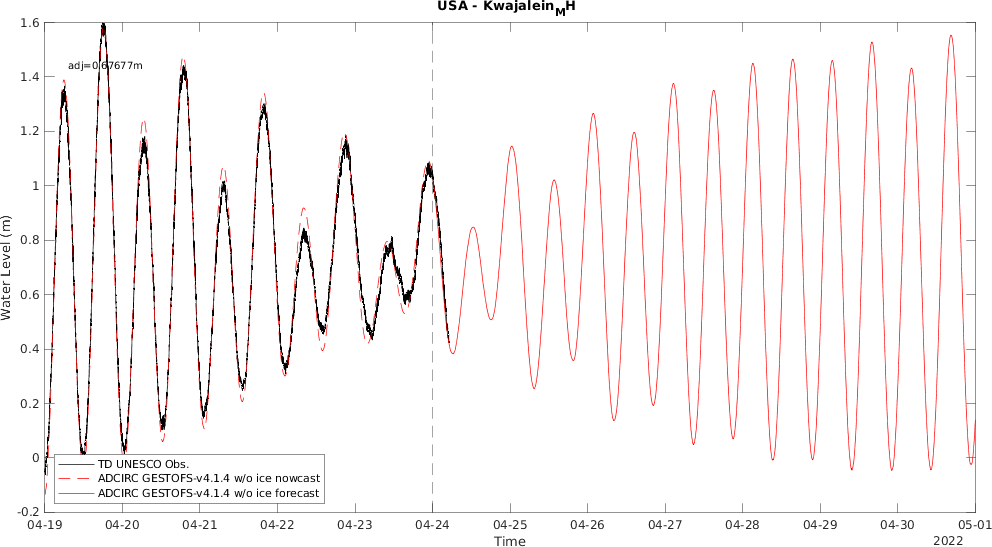 USA - Kwajalein_MH
1.6
1.4
1.2
1
0.8
0.6
0.4
0.2
0
-0.2
Water Level (m)
adj=0.67677m
TD UNESCO Obs.
ADCIRC GESTOFS-v4.1.4 w/o ice nowcast
ADCIRC GESTOFS-v4.1.4 w/o ice forecast
04-19 04-20 04-21 04-22 04-23 04-24 04-25 04-26 04-27 04-28 04-29 04-30 05-01
Time
2022